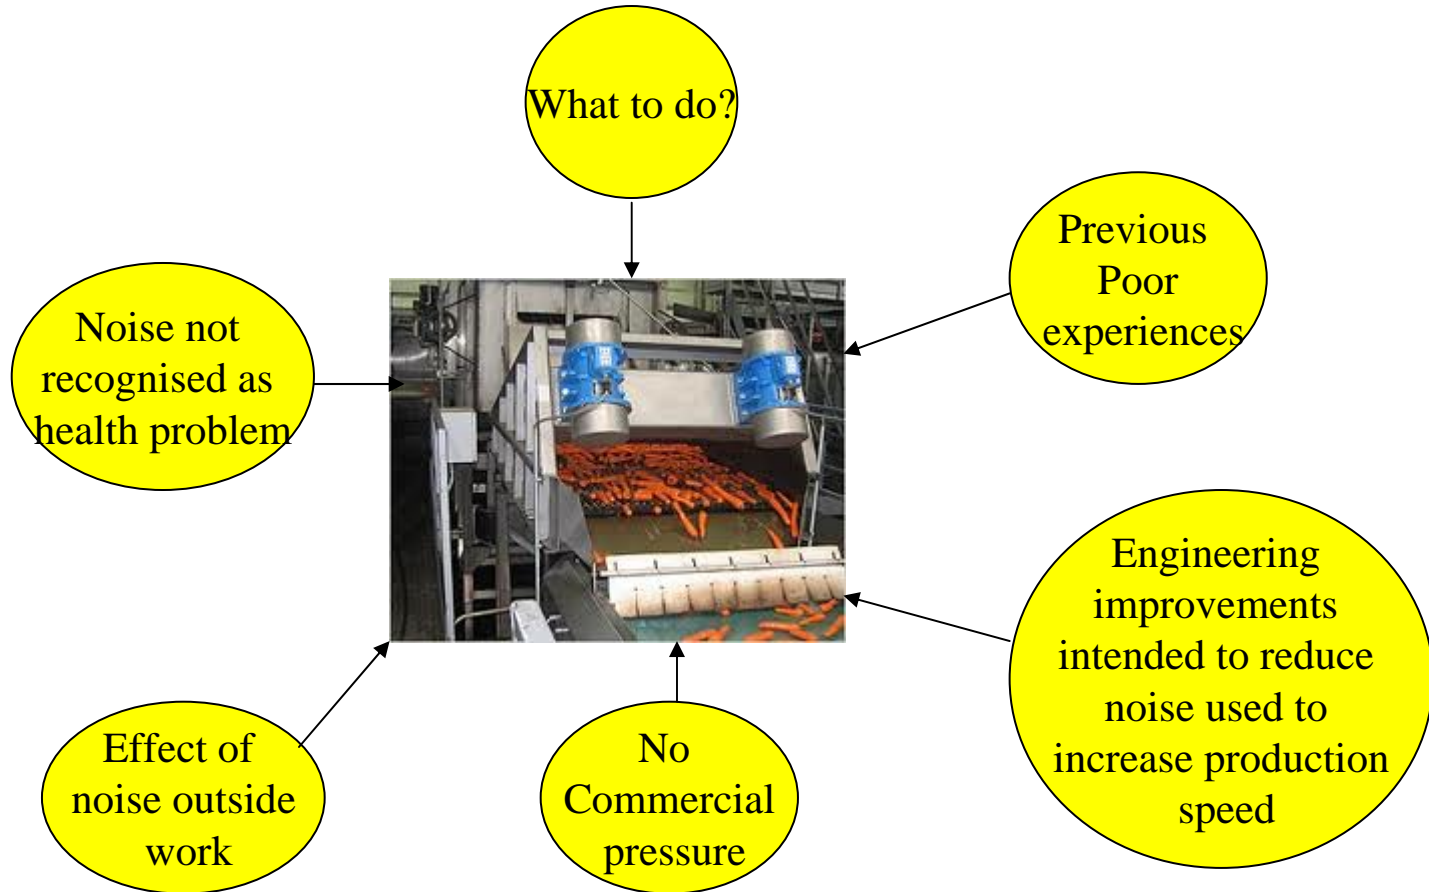 What to do?
Previous
Poor
experiences
Noise not
recognised as
health problem
Engineering
improvements
intended to reduce
noise used to
increase production
speed
Effect of
noise outside
work
No
Commercial
pressure